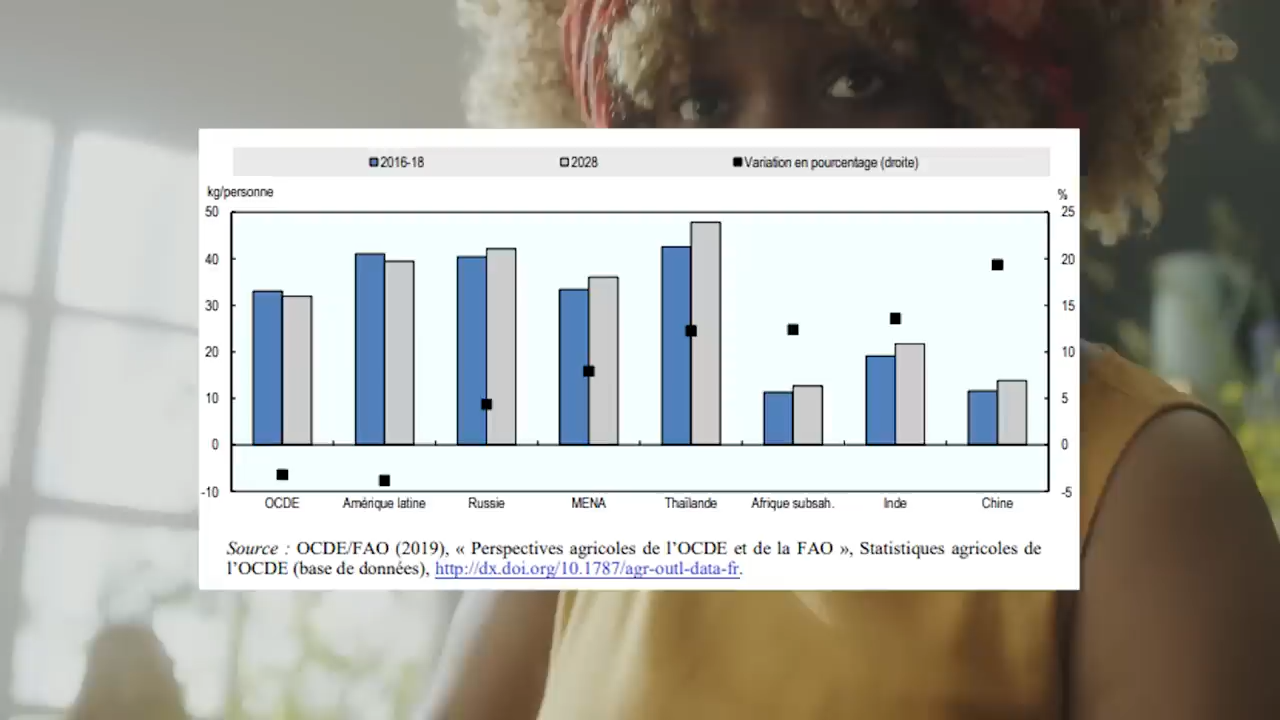 2016-18 2028 Variation en pourcentage (droite)
kg/personne %
50 25
40 20
30 15
20 10
10 5
0 0
-10 -5
OCDE Amérique latine Russie MENA Thaïlande Afrique subsah. Inde Chine
Source : OCDE/FAO (2019), « Perspectives agricoles de l'OCDE et de la FAO », Statistiques agricoles de
l'OCDE (base de données), http://dx.doi.org/10.1787/agr-outl-data-fr.